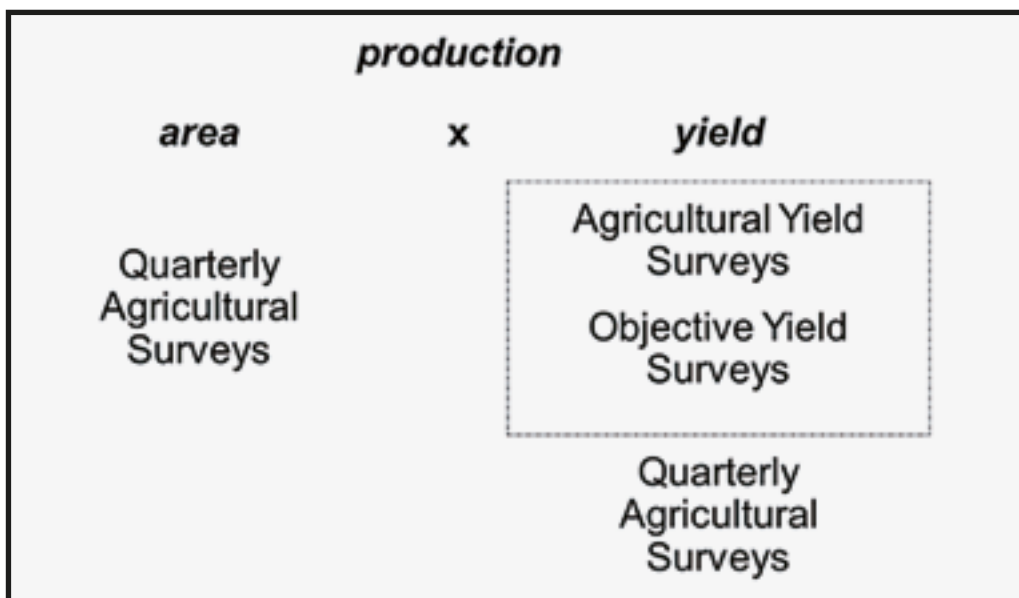 production
area x yield
Quarterly
Agricultural
Surveys
Agricultural Yield
Surveys
Objective Yield
Surveys
Quarterly
Agricultural
Surveys